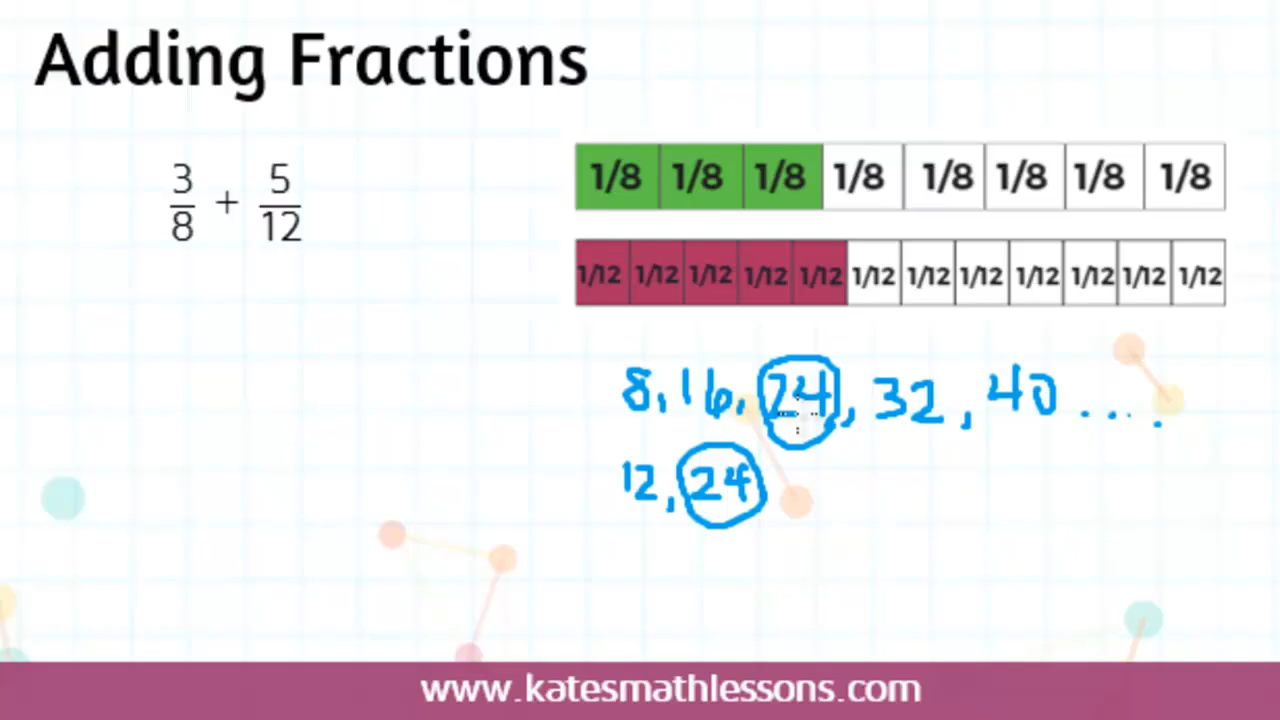 Adding Fractions
3/8 + 5/12
1/8 1/8 1/8 1/8 1/8 1/8 1/8 1/8
1/12 1/12 1/12 1/12 1/12 1/12 1/12 1/12 1/12 1/12 1/12 1/12
8, 16, 24, 32, 40 ....
12, 24
www.katesmathlessons.com